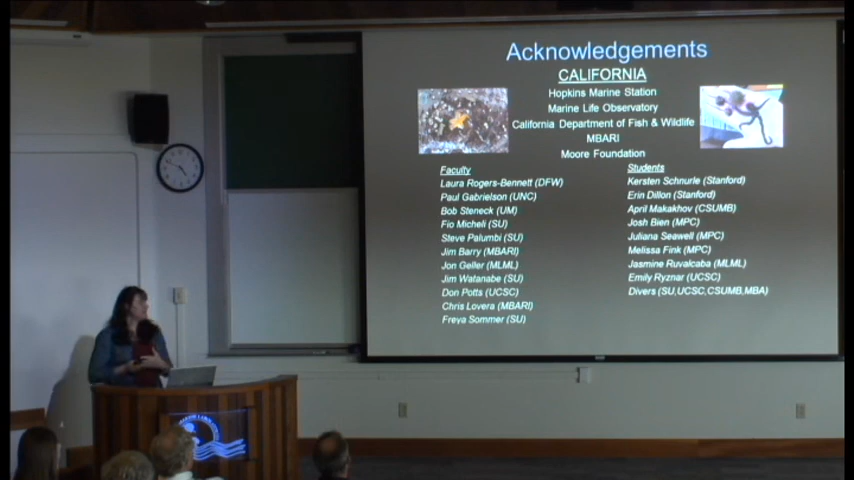 Acknowledgements
CALIFORNIA
Hopkins Marine Station
Marine Life Observatory
California Department of Fish & Wildlife
MBARI
Moore Foundation
Faculty
Laura Rogers-Bennett (DFW)
Paul Gabrielson (UNC)
Bob Steneck (UM)
Fio Micheli (SU)
Steve Palumbi (SU)
Jim Barry (MBARI)
Jon Geller (MLML)
Jim Watanabe (SU)
Don Potts (UCSC)
Chris Lovera (MBARI)
Freya Sommer (SU)
Students
Kersten Schnurle (Stanford)
Erin Dillon (Stanford)
April Makakhov (CSUMB)
Josh Bien (MPC)
Juliana Seawell (MPC)
Melissa Fink (MPC)
Jasmine Ruvalcaba (MLML)
Emily Ryznar (UCSC)
Divers (SU,UCSC,CSUMB,MBA)